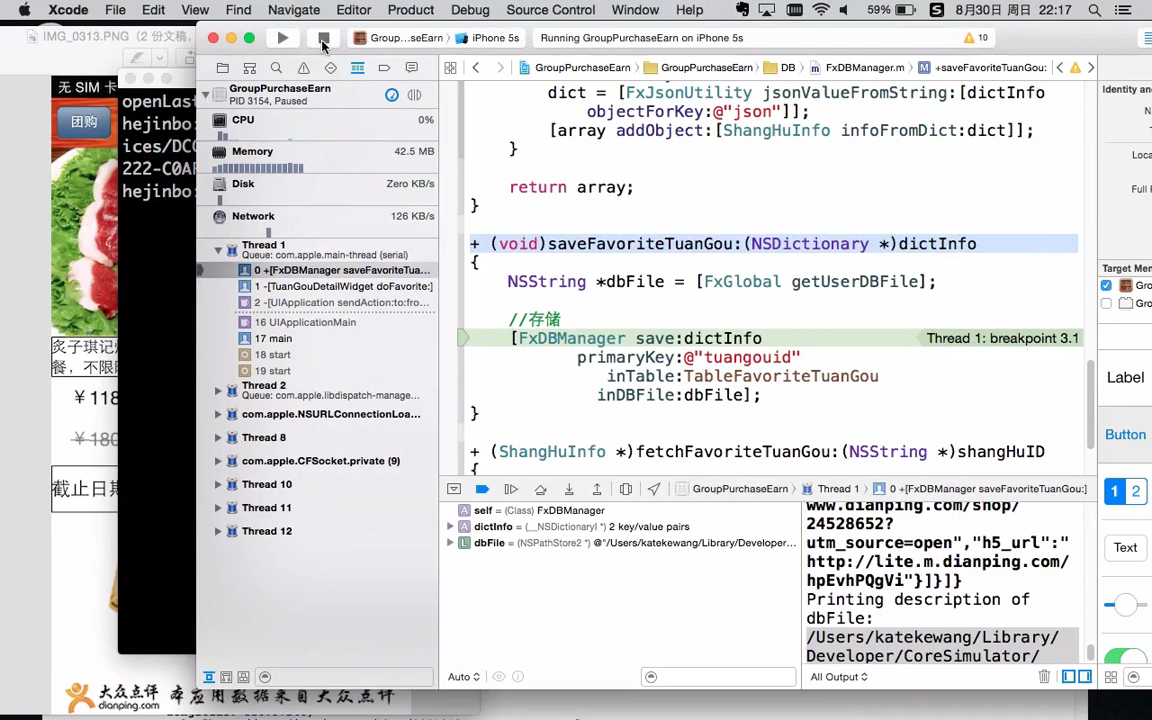 Xcode File Edit View Find Navigate Editor Product Debug Source Control Window Help 59% 8月30日 周日 22:17
IMG_0313.PNG (2 份文稿,
Group...seEarn iPhone 5s Running GroupPurchaseEarn on iPhone 5s 10
GroupPurchaseEarn GroupPurchaseEarn DB FxDBManager.m +saveFavoriteTuanGou:
无 SIM 卡
团购
openLast
hejinbo:
ices/DCC
222-C0AF
hejinbo:
GroupPurchaseEarn
PID 3154, Paused
CPU 0%
Memory 42.5 MB
Disk Zero KB/s
Network 126 KB/s
Thread 1
Queue: com.apple.main-thread (serial)
0 +[FxDBManager saveFavoriteTua...
1 -[TuanGouDetailWidget doFavorite:]
2 -[UIApplication sendAction:to:fro...
16 UIApplicationMain
17 main
18 start
19 start
Thread 2
Queue: com.apple.libdispatch-manage...
com.apple.NSURLConnectionLoa...
Thread 8
com.apple.CFSocket.private (9)
Thread 10
Thread 11
Thread 12
dict = [FxJsonUtility jsonValueFromString:[dictInfo
objectForKey:@"json"]];
[array addObject:[ShangHuInfo infoFromDict:dict]];
}
return array;
}
+ (void)saveFavoriteTuanGou:(NSDictionary *)dictInfo
{
NSString *dbFile = [FxGlobal getUserDBFile];
//存储
[FxDBManager save:dictInfo Thread 1: breakpoint 3.1
primaryKey:@"tuangouid"
inTable:TableFavoriteTuanGou
inDBFile:dbFile];
}
+ (ShangHuInfo *)fetchFavoriteTuanGou:(NSString *)shangHuID
{
GroupPurchaseEarn Thread 1 0 +[FxDBManager saveFavoriteTuanGou:]
self = (Class) FxDBManager
dictInfo = (__NSDictionaryI *) 2 key/value pairs
dbFile = (NSPathStore2 *) @"/Users/katekewang/Library/Developer...
www.dianping.com/shop/
24528652?
utm_source=open","h5_url":"
http://lite.m.dianping.com/
hpEvhPQgVi"}]}]}
Printing description of
dbFile:
/Users/katekewang/Library/
Developer/CoreSimulator/
Auto
All Output
Identity and
Loca
Full
Target Mem
Gro
Gro
Label
Button
1 2
Text
炙子琪记
餐，不限
￥118
￥180
截止日期
大众点评 本应用数据来自大众点评
dianping.com